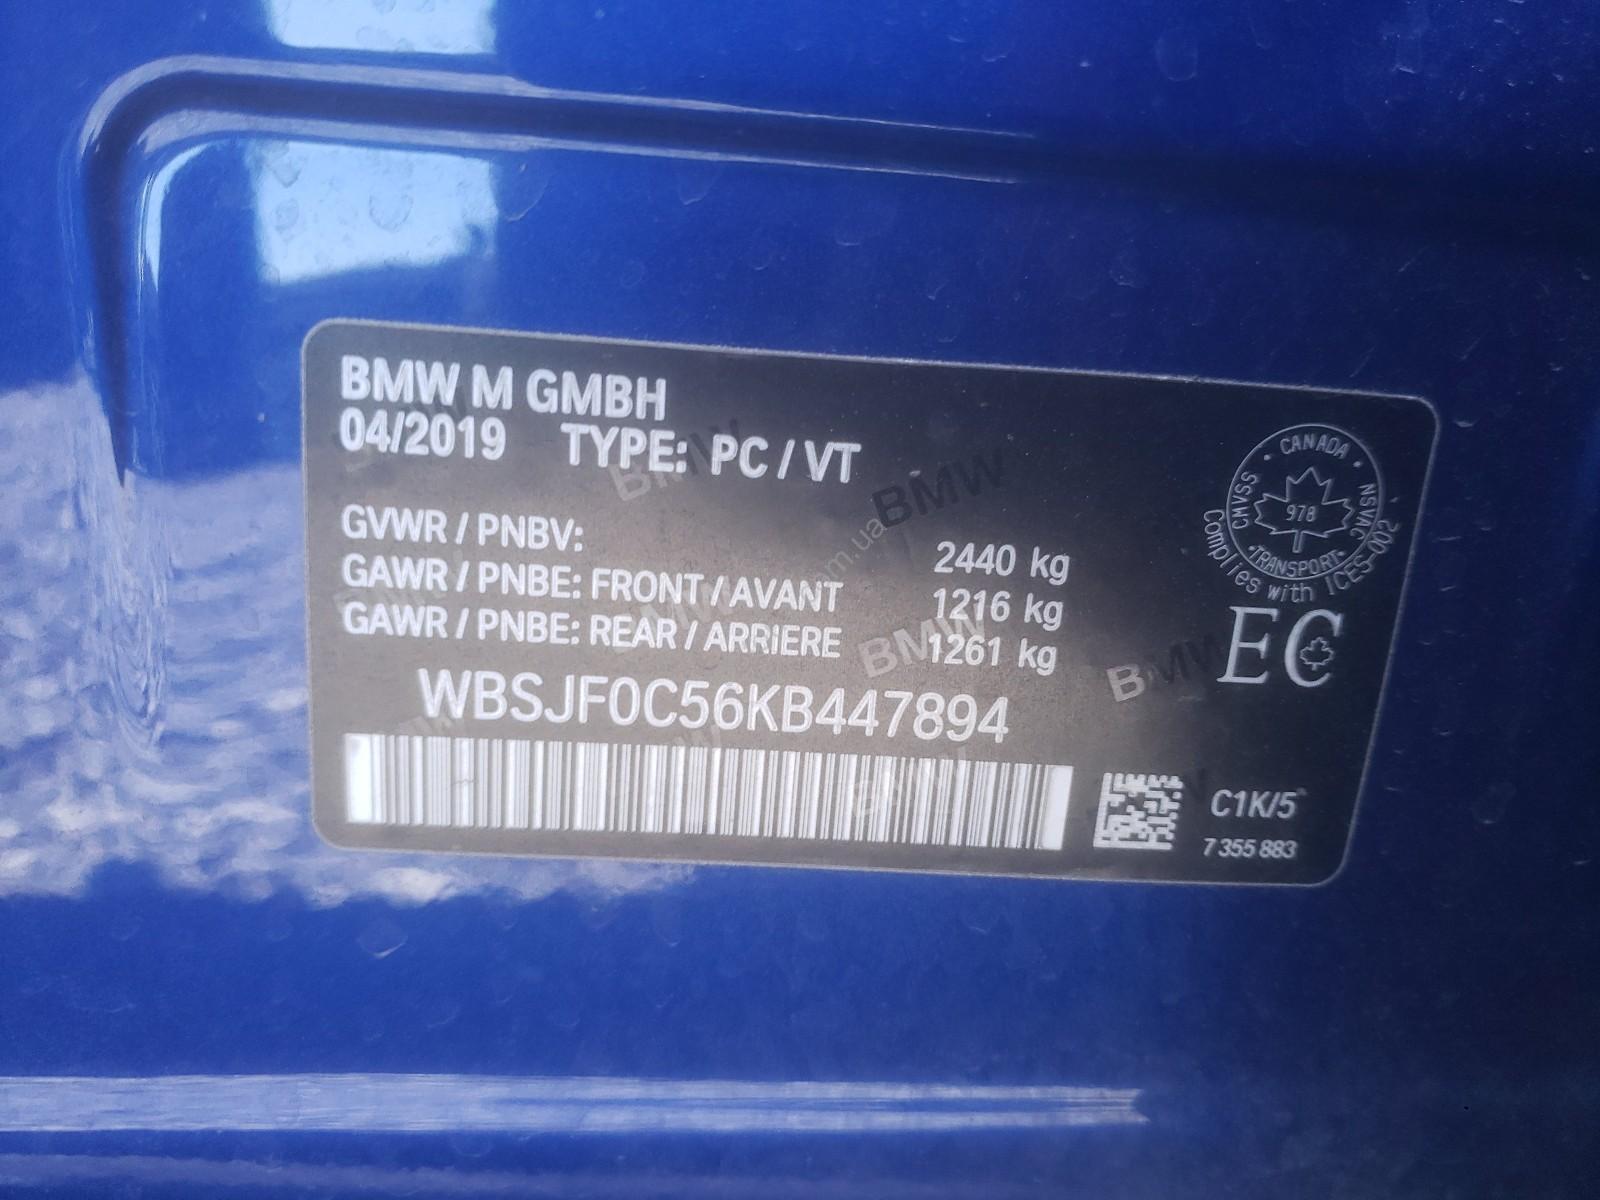 BMW M GMBH
04/2019 TYPE: PC / VT
GVWR / PNBV: 2440 kg
GAWR / PNBE: FRONT / AVANT 1216 kg
GAWR / PNBE: REAR / ARRIERE 1261 kg
WBSJF0C56KB447894
CANADA
CMVSS
NSVAC
978
TRANSPORT
Complies with ICES-002
EC
C1K/5
7 355 883
BMW
BMW
BMW
BMW
BMW